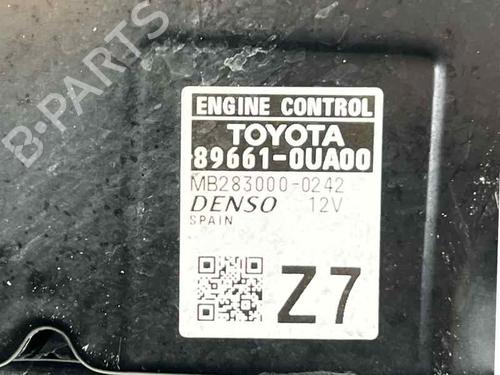 B-PARTS
ENGINE CONTROL
TOYOTA
89661-0UA00
MB283000-0242
DENSO 12V
SPAIN
Z7